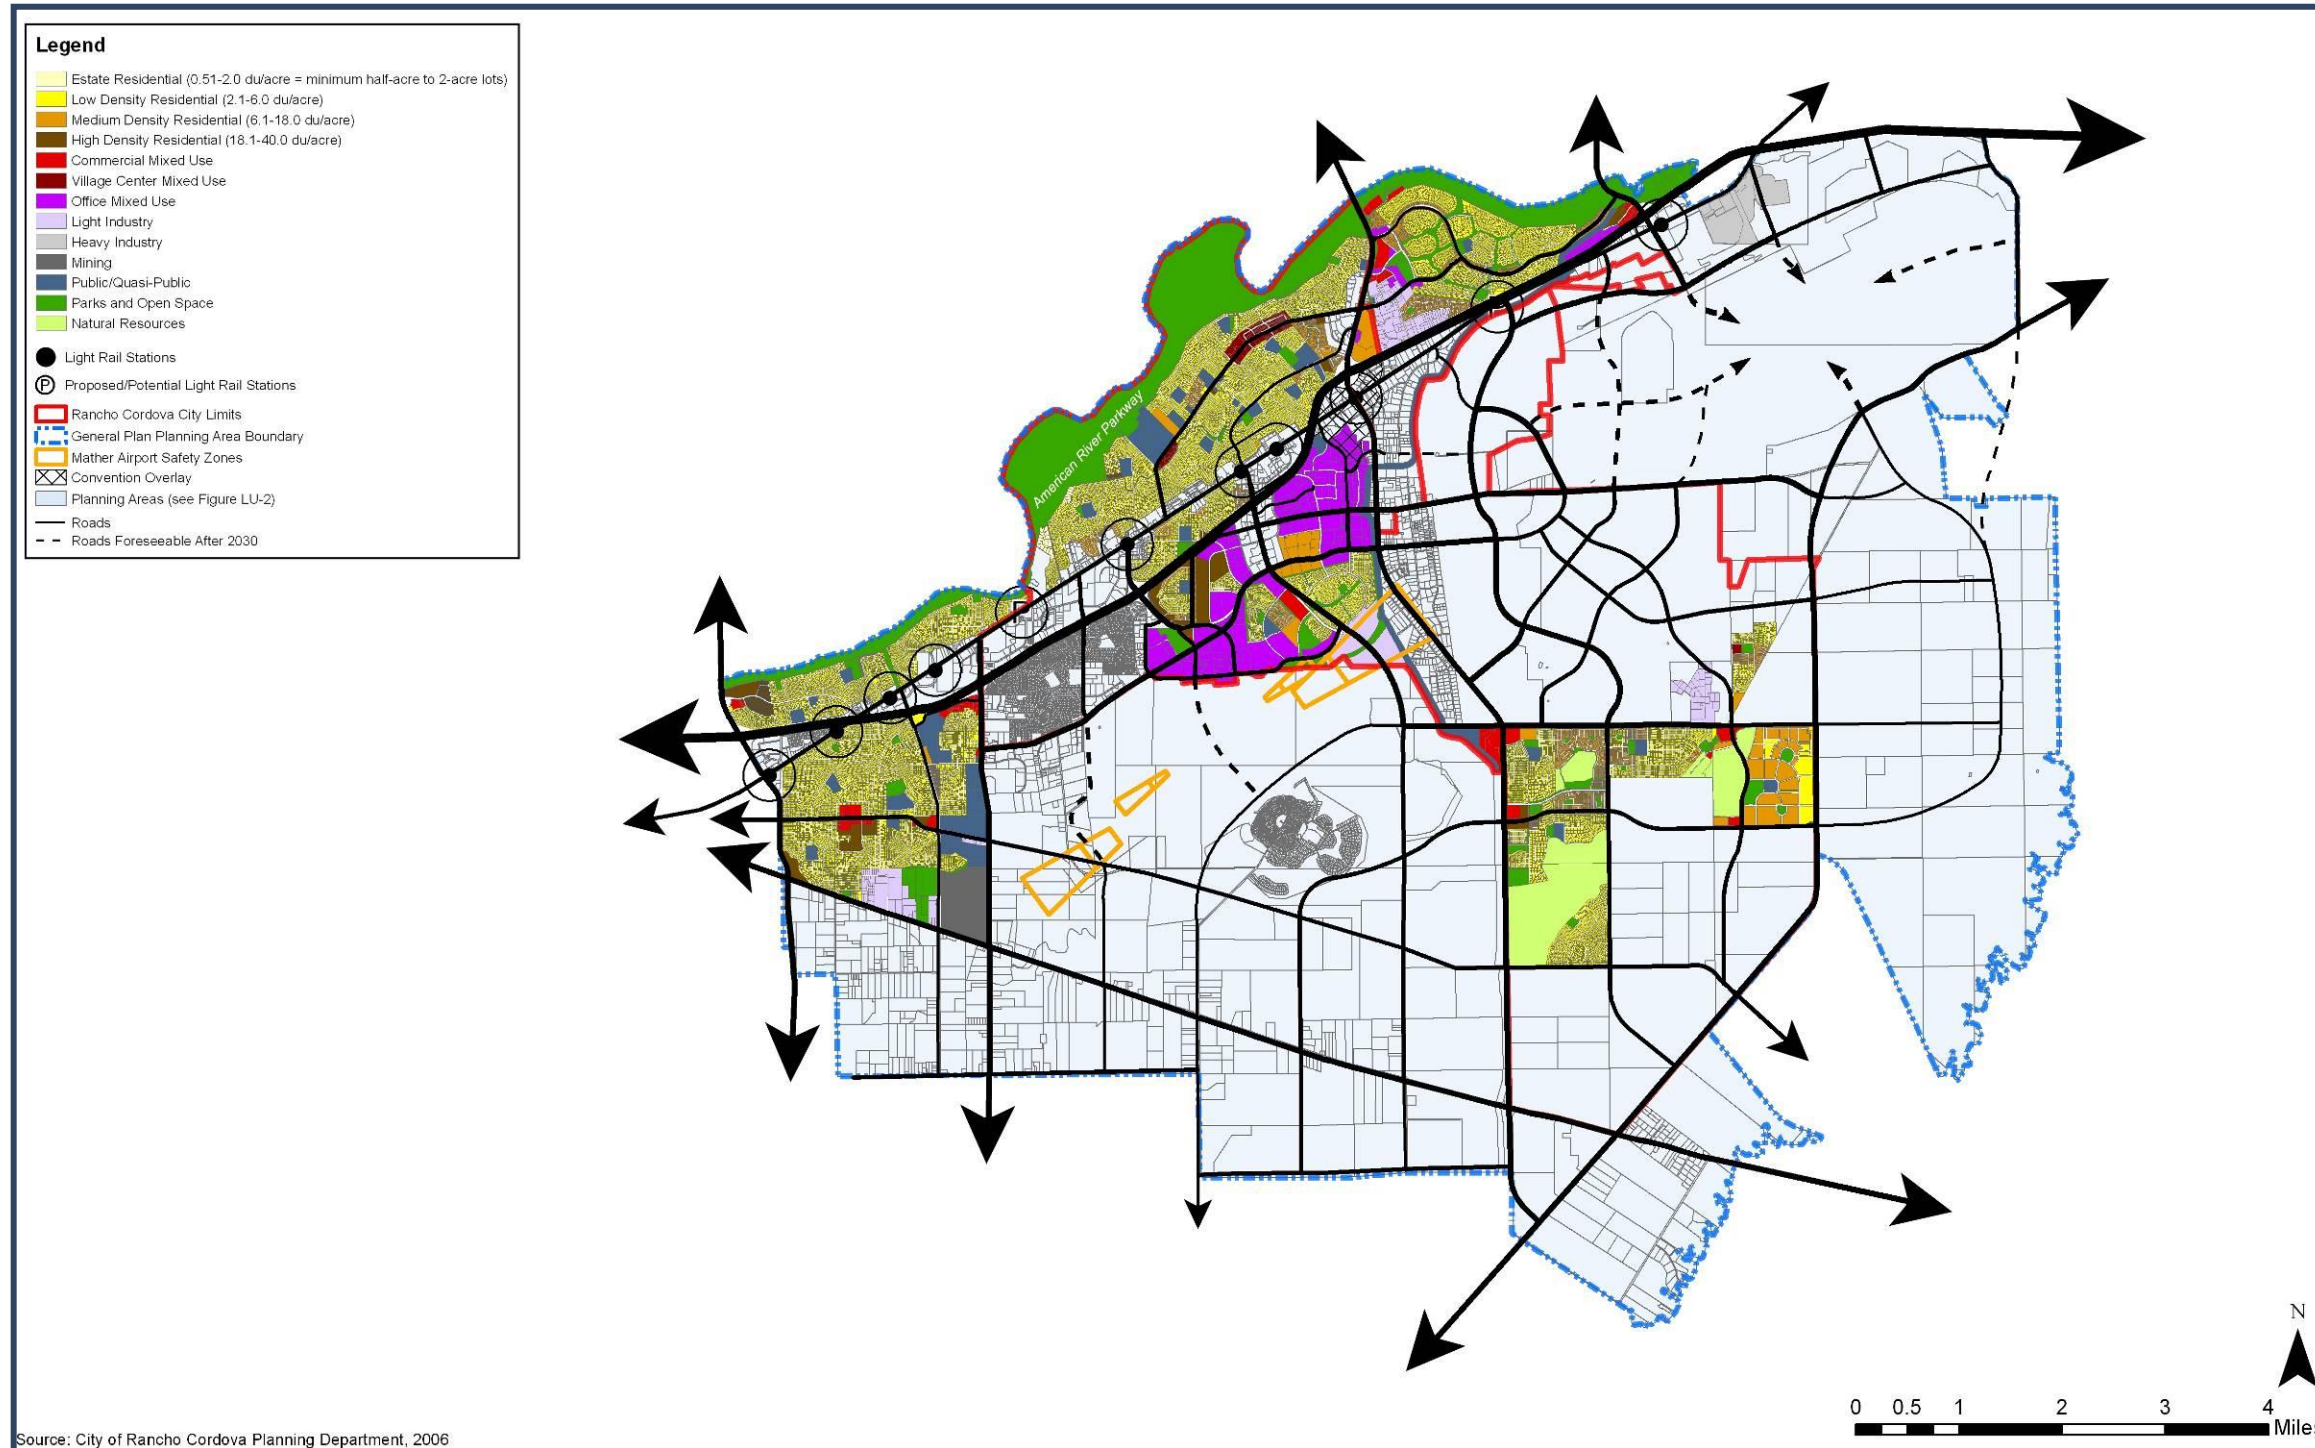 Legend
Estate Residential (0.51-2.0 du/acre = minimum half-acre to 2-acre lots)
Low Density Residential (2.1-6.0 du/acre)
Medium Density Residential (6.1-18.0 du/acre)
High Density Residential (18.1-40.0 du/acre)
Commercial Mixed Use
Village Center Mixed Use
Office Mixed Use
Light Industry
Heavy Industry
Mining
Public/Quasi-Public
Parks and Open Space
Natural Resources
Light Rail Stations
P Proposed/Potential Light Rail Stations
Rancho Cordova City Limits
General Plan Planning Area Boundary
Mather Airport Safety Zones
Convention Overlay
Planning Areas (see Figure LU-2)
Roads
Roads Foreseeable After 2030
American River Parkway
P
N
0 0.5 1 2 3 4
Miles
Source: City of Rancho Cordova Planning Department, 2006